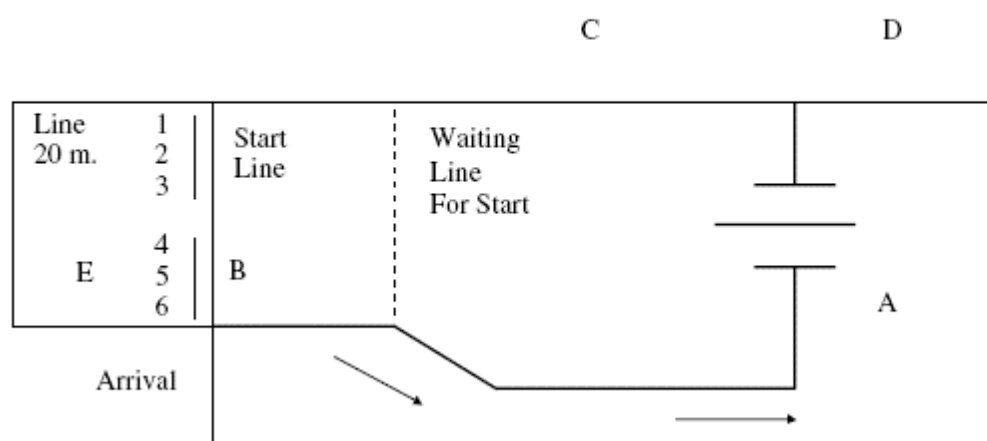 C D
Line 1
20 m. 2
3
Start
Line
Waiting
Line
For Start
4
E 5 B
6
A
Arrival